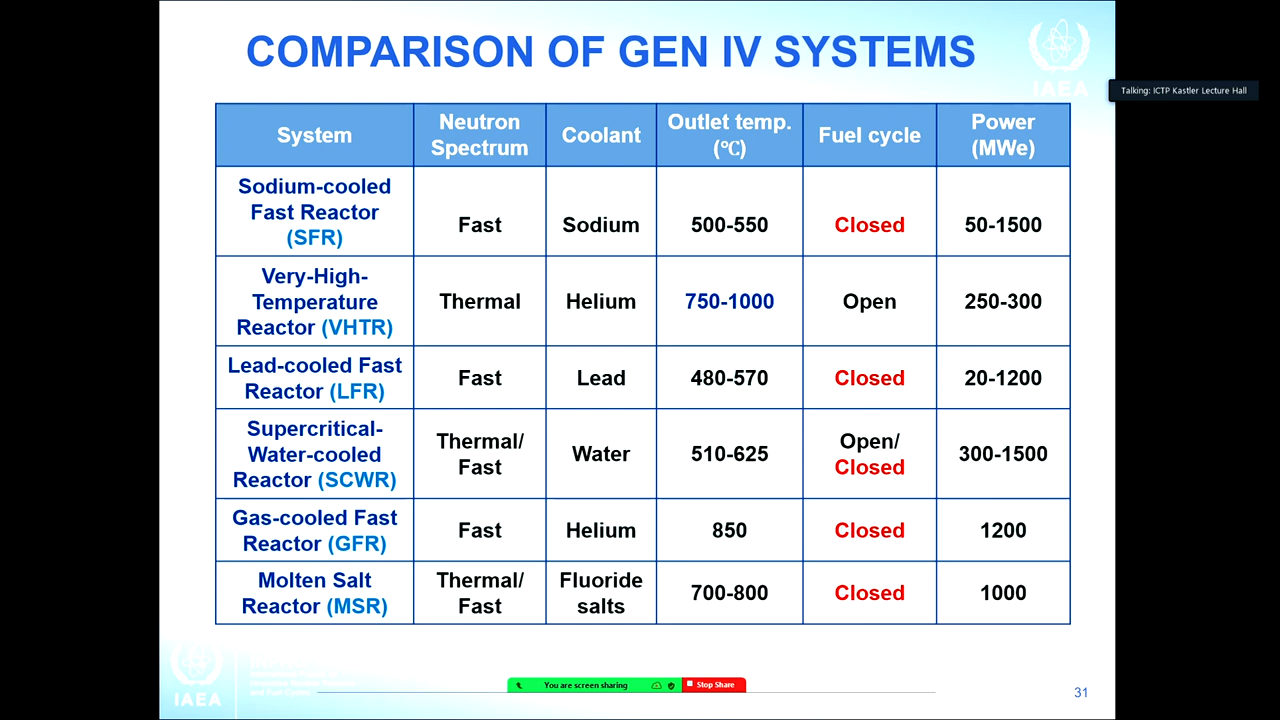 COMPARISON OF GEN IV SYSTEMS
IAEA
Talking: ICTP Kastler Lecture Hall
System
Neutron
Spectrum
Coolant
Outlet temp.
(℃)
Fuel cycle
Power
(MWe)
Sodium-cooled
Fast Reactor
(SFR)
Fast
Sodium
500-550
Closed
50-1500
Very-High-
Temperature
Reactor (VHTR)
Thermal
Helium
750-1000
Open
250-300
Lead-cooled Fast
Reactor (LFR)
Fast
Lead
480-570
Closed
20-1200
Supercritical-
Water-cooled
Reactor (SCWR)
Thermal/
Fast
Water
510-625
Open/
Closed
300-1500
Gas-cooled Fast
Reactor (GFR)
Fast
Helium
850
Closed
1200
Molten Salt
Reactor (MSR)
Thermal/
Fast
Fluoride
salts
700-800
Closed
1000
IAEA
You are screen sharing
Stop Share
31